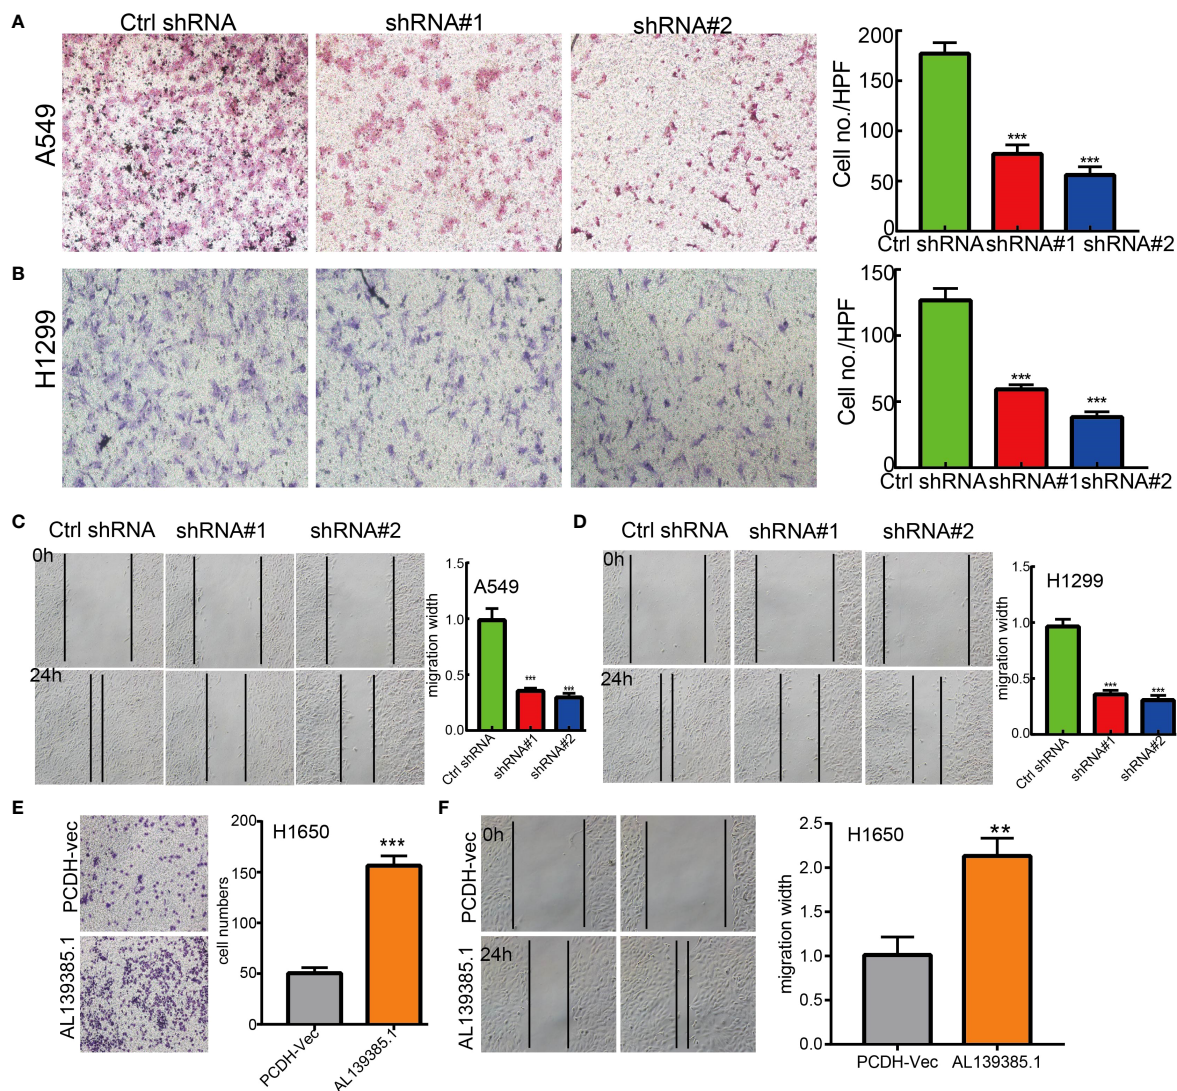 A
Ctrl shRNA
shRNA#1
shRNA#2
A549
Cell no./HPF
200
150
100
50
0
***
***
Ctrl shRNA
shRNA#1
shRNA#2
B
H1299
Cell no./HPF
150
100
50
0
***
***
Ctrl shRNA
shRNA#1
shRNA#2
C
Ctrl shRNA
shRNA#1
shRNA#2
0h
24h
migration width
1.5
1.0
0.5
0.0
A549
***
***
Ctrl shRNA
shRNA#1
shRNA#2
D
Ctrl shRNA
shRNA#1
shRNA#2
0h
24h
migration width
1.5
1.0
0.5
0.0
H1299
***
***
Ctrl shRNA
shRNA#1
shRNA#2
E
PCDH-vec
AL139385.1
cell numbers
200
150
100
50
0
H1650
***
PCDH-Vec
AL139385.1
F
PCDH-vec
AL139385.1
0h
24h
migration width
2.5
2.0
1.5
1.0
0.5
0.0
H1650
**
PCDH-Vec
AL139385.1